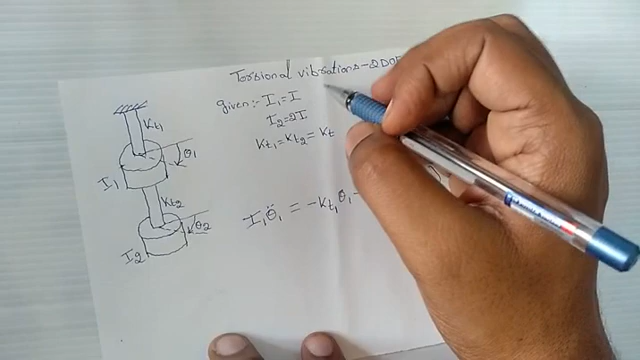 Torsional vibrations-2DOF
given:- I₁=I
I₂=2I
Kt₁=Kt₂=Kt
Kt₁
θ₁
I₁
Kt₂
θ₂
I₂
I₁θ̈₁ = -Kt₁θ₁-